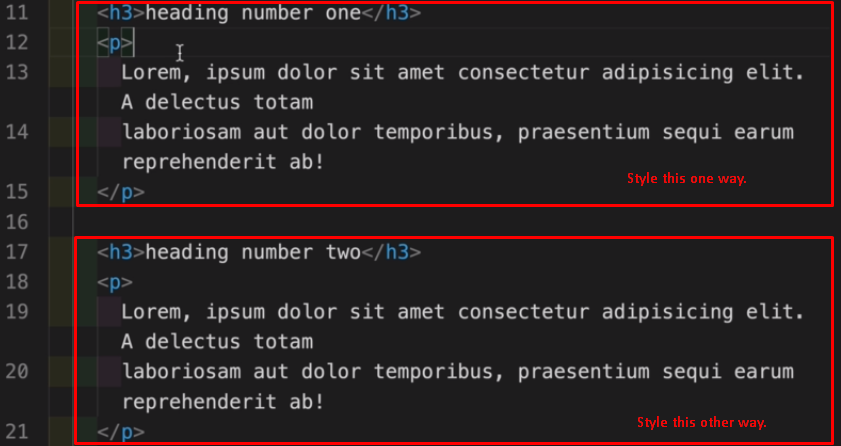 11 <h3>heading number one</h3>
12 <p>
13 Lorem, ipsum dolor sit amet consectetur adipisicing elit.
A delectus totam
14 laboriosam aut dolor temporibus, praesentium sequi earum
reprehenderit ab!
Style this one way.
15 </p>
16
17 <h3>heading number two</h3>
18 <p>
19 Lorem, ipsum dolor sit amet consectetur adipisicing elit.
A delectus totam
20 laboriosam aut dolor temporibus, praesentium sequi earum
reprehenderit ab!
Style this other way.
21 </p>